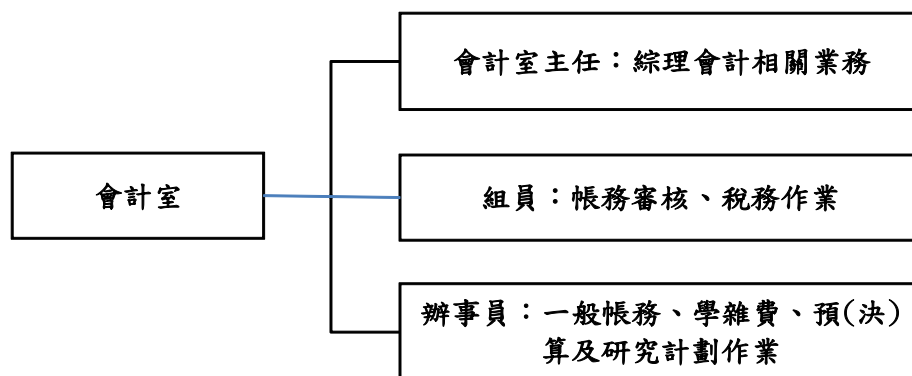 會計室主任：綜理會計相關業務
會計室
組員：帳務審核、稅務作業
辦事員：一般帳務、學雜費、預(決)
算及研究計劃作業